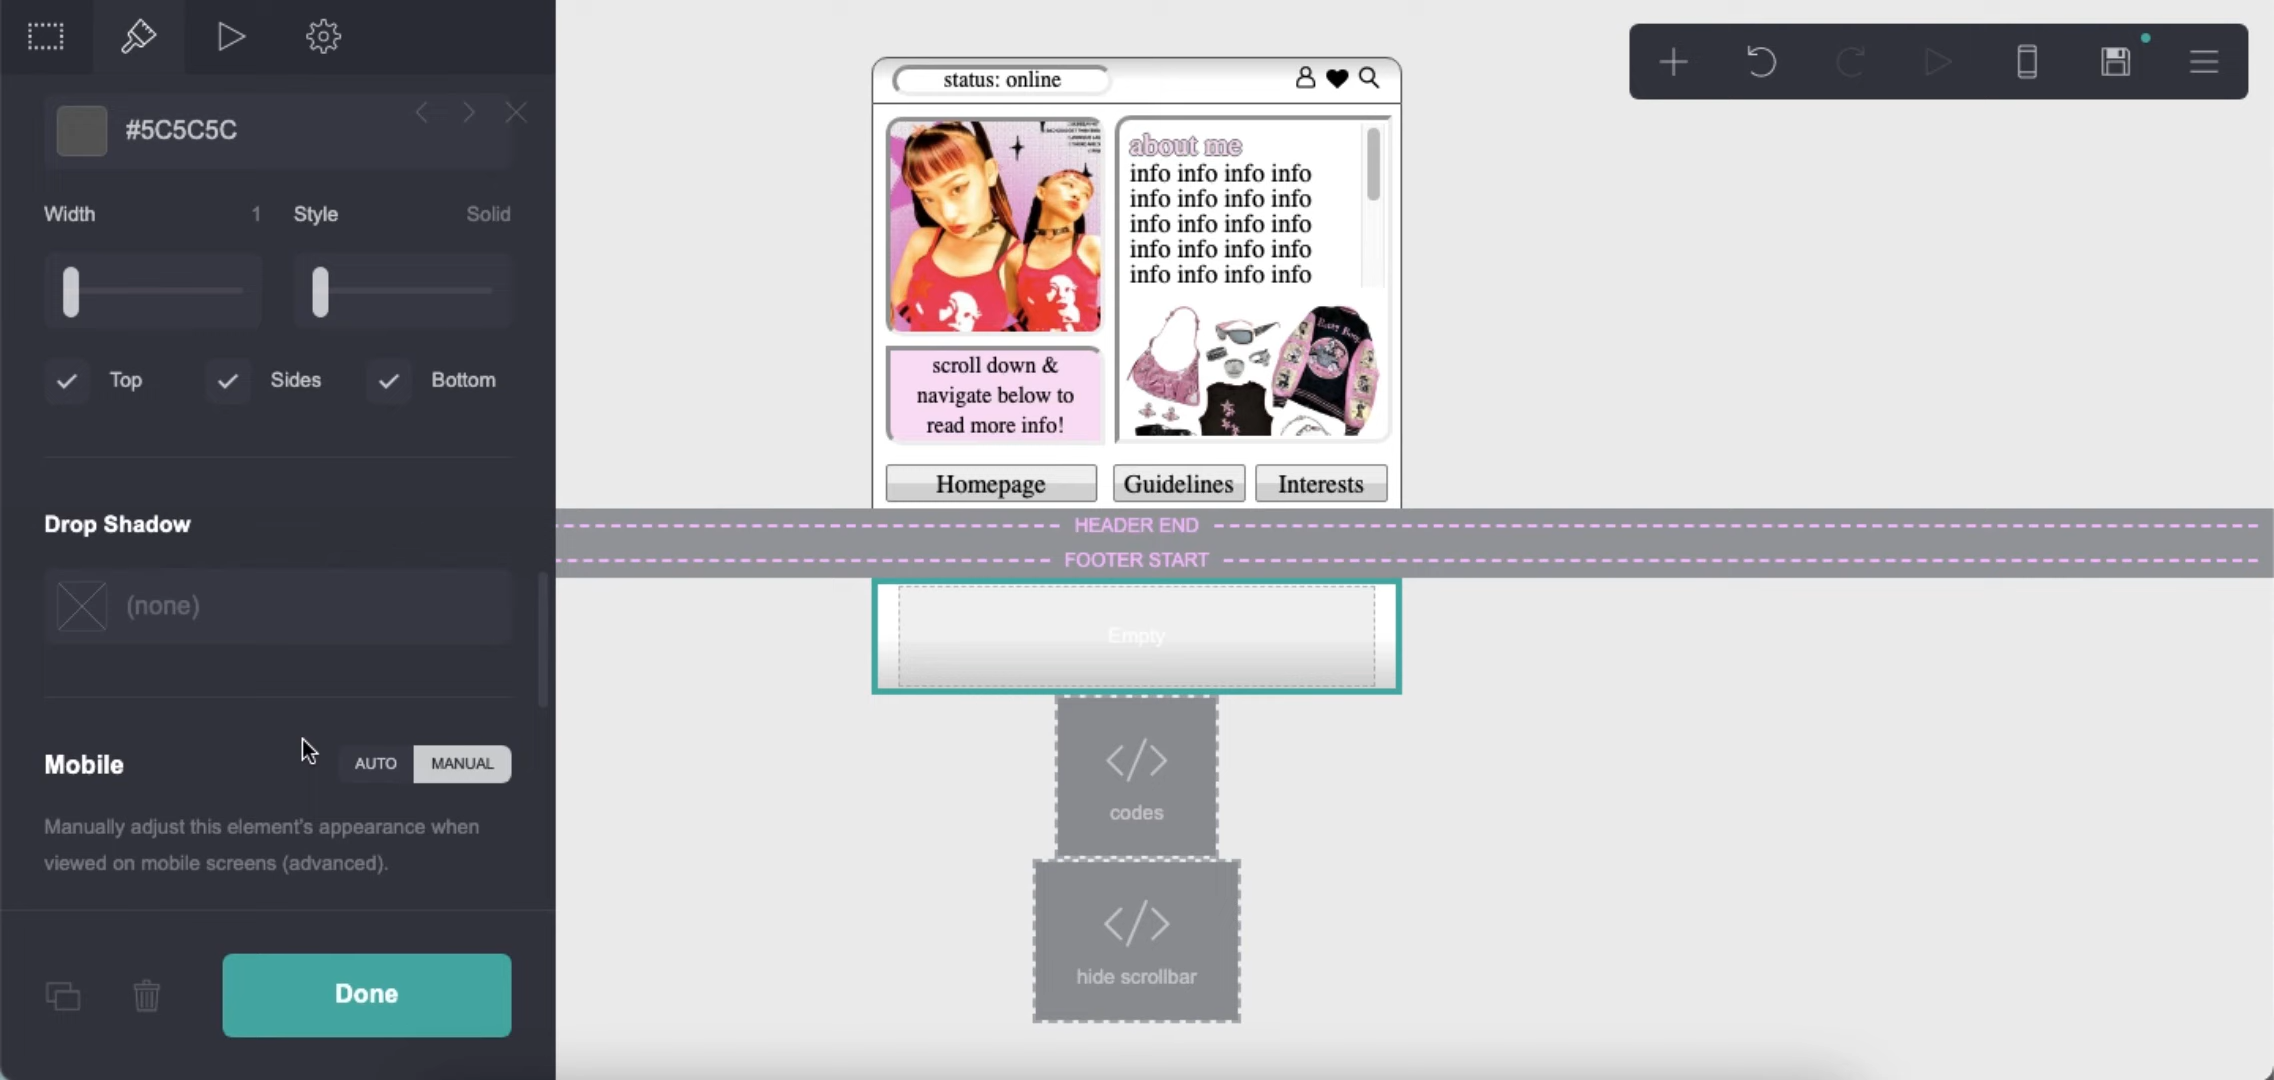 #5C5C5C
Width 1 Style Solid
Top Sides Bottom
Drop Shadow
(none)
Mobile AUTO MANUAL
Manually adjust this element's appearance when
viewed on mobile screens (advanced).
Done
status: online
about me
info info info info
info info info info
info info info info
info info info info
info info info info
scroll down &
navigate below to
read more info!
Homepage Guidelines Interests
HEADER END
FOOTER START
Empty
</>
codes
</>
hide scrollbar